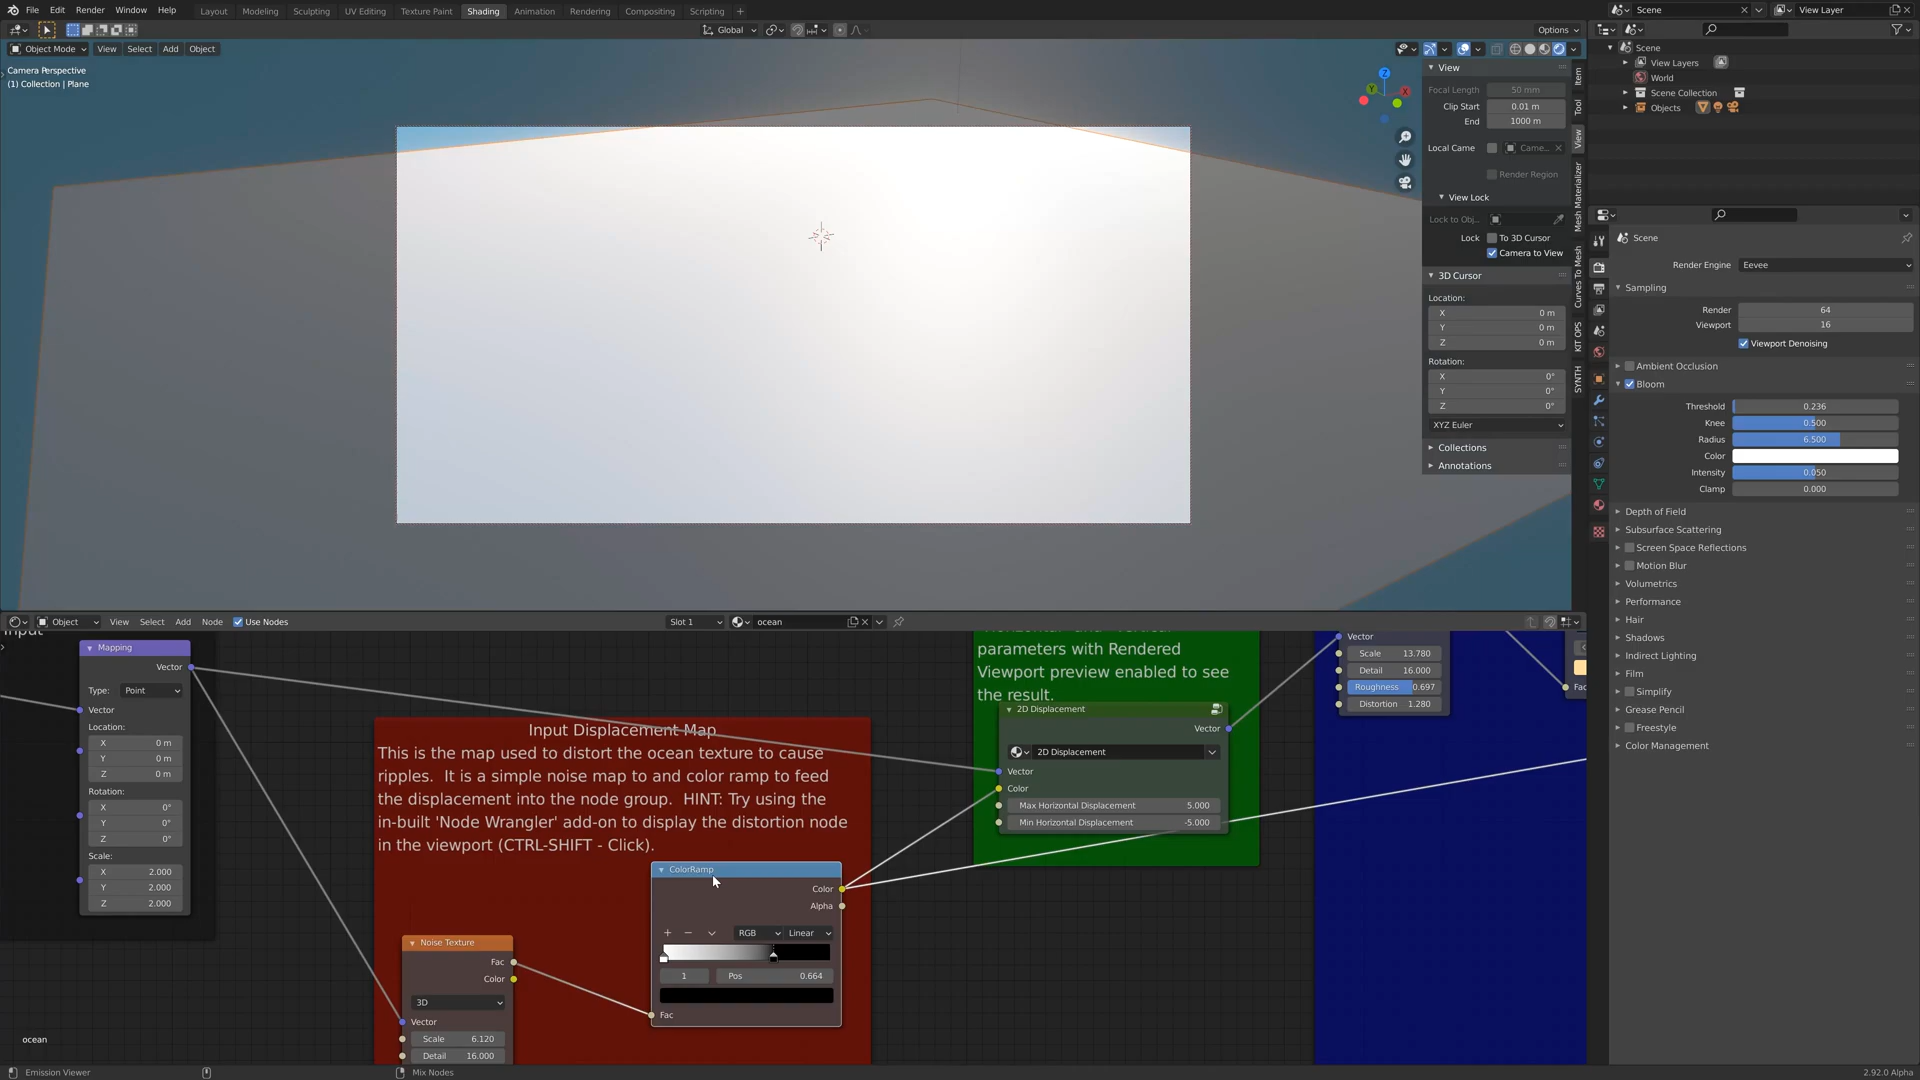 File Edit Render Window Help Layout Modeling Sculpting UV Editing Texture Paint Shading Animation Rendering Compositing Scripting + Scene View Layer
Global Options
Object Mode View Select Add Object
Camera Perspective
(1) Collection | Plane
Z
Y
X
View
Focal Length 50 mm
Clip Start 0.01 m
End 1000 m
Local Came Came...
Render Region
View Lock
Lock to Obj...
Lock To 3D Cursor
Camera to View
3D Cursor
Location:
X 0 m
Y 0 m
Z 0 m
Rotation:
X 0°
Y 0°
Z 0°
XYZ Euler
Collections
Annotations
Item
Tool
View
Mesh Materializer
Curves To Mesh
KIT OPS
SYNTH
Scene
View Layers
World
Scene Collection
Objects
Scene
Render Engine Eevee
Sampling
Render 64
Viewport 16
Viewport Denoising
Ambient Occlusion
Bloom
Threshold 0.236
Knee 0.500
Radius 6.500
Color
Intensity 0.050
Clamp 0.000
Depth of Field
Subsurface Scattering
Screen Space Reflections
Motion Blur
Volumetrics
Performance
Hair
Shadows
Indirect Lighting
Film
Simplify
Grease Pencil
Freestyle
Color Management
Object View Select Add Node Use Nodes Slot 1 ocean
Input
Mapping
Vector
Type: Point
Vector
Location:
X 0 m
Y 0 m
Z 0 m
Rotation:
X 0°
Y 0°
Z 0°
Scale:
X 2.000
Y 2.000
Z 2.000
Input Displacement Map
This is the map used to distort the ocean texture to cause
ripples. It is a simple noise map to and color ramp to feed
the displacement into the node group. HINT: Try using the
in-built 'Node Wrangler' add-on to display the distortion node
in the viewport (CTRL-SHIFT - Click).
ColorRamp
Color
Alpha
+ − RGB Linear
1 Pos 0.664
Fac
Noise Texture
Fac
Color
3D
Vector
Scale 6.120
Detail 16.000
parameters with Rendered
Viewport preview enabled to see
the result.
2D Displacement
Vector
2D Displacement
Vector
Color
Max Horizontal Displacement 5.000
Min Horizontal Displacement -5.000
Vector
Scale 13.780
Detail 16.000
Roughness 0.697
Distortion 1.280
Fac
ocean
Emission Viewer Mix Nodes 2.92.0 Alpha